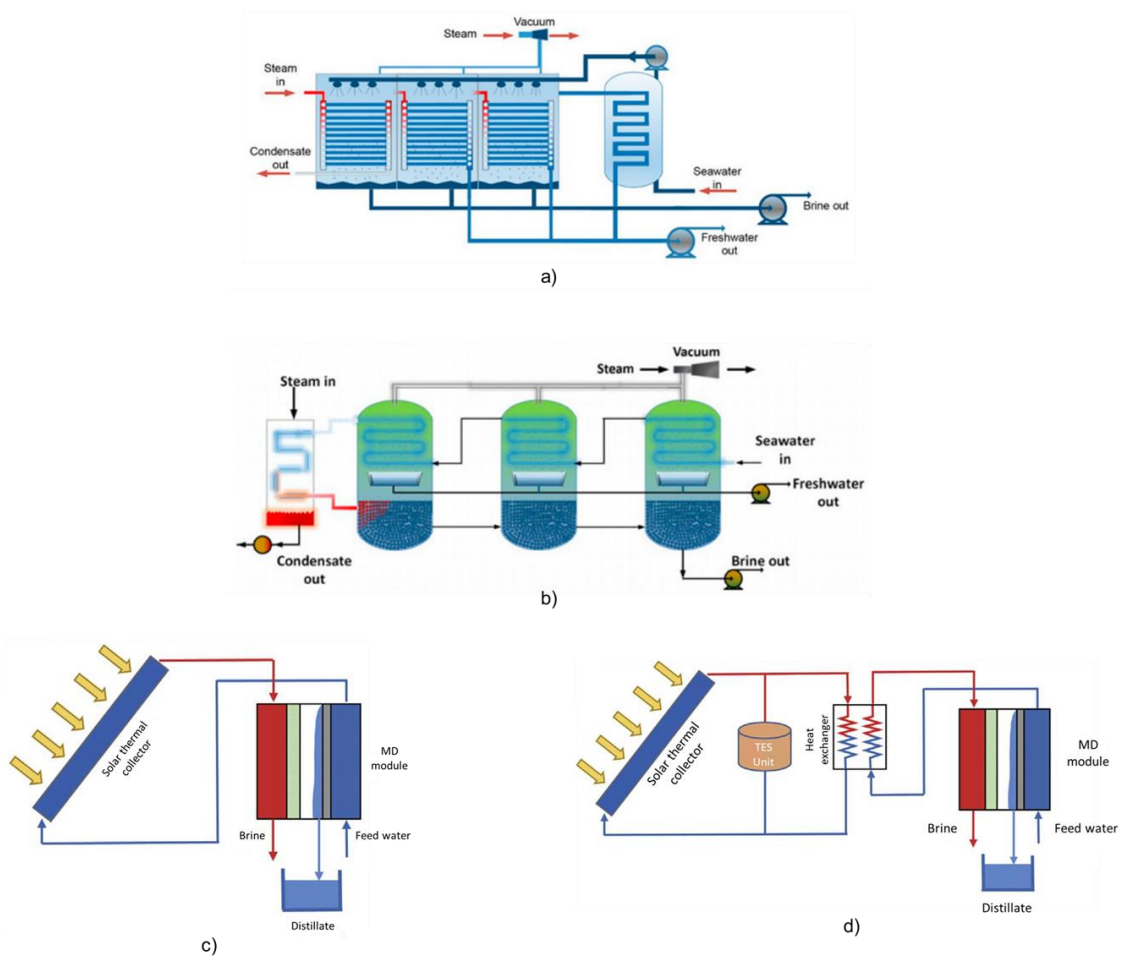 Vacuum
Steam
Steam
in
Condensate
out
Seawater
in
Brine out
Freshwater
out
a)
Vacuum
Steam
Steam in
Seawater
in
Freshwater
out
Condensate
out
Brine out
b)
Solar thermal
collector
MD
module
Brine
Feed water
Distillate
c)
Solar thermal
collector
TES
Unit
Heat
exchanger
MD
module
Brine
Feed water
Distillate
d)